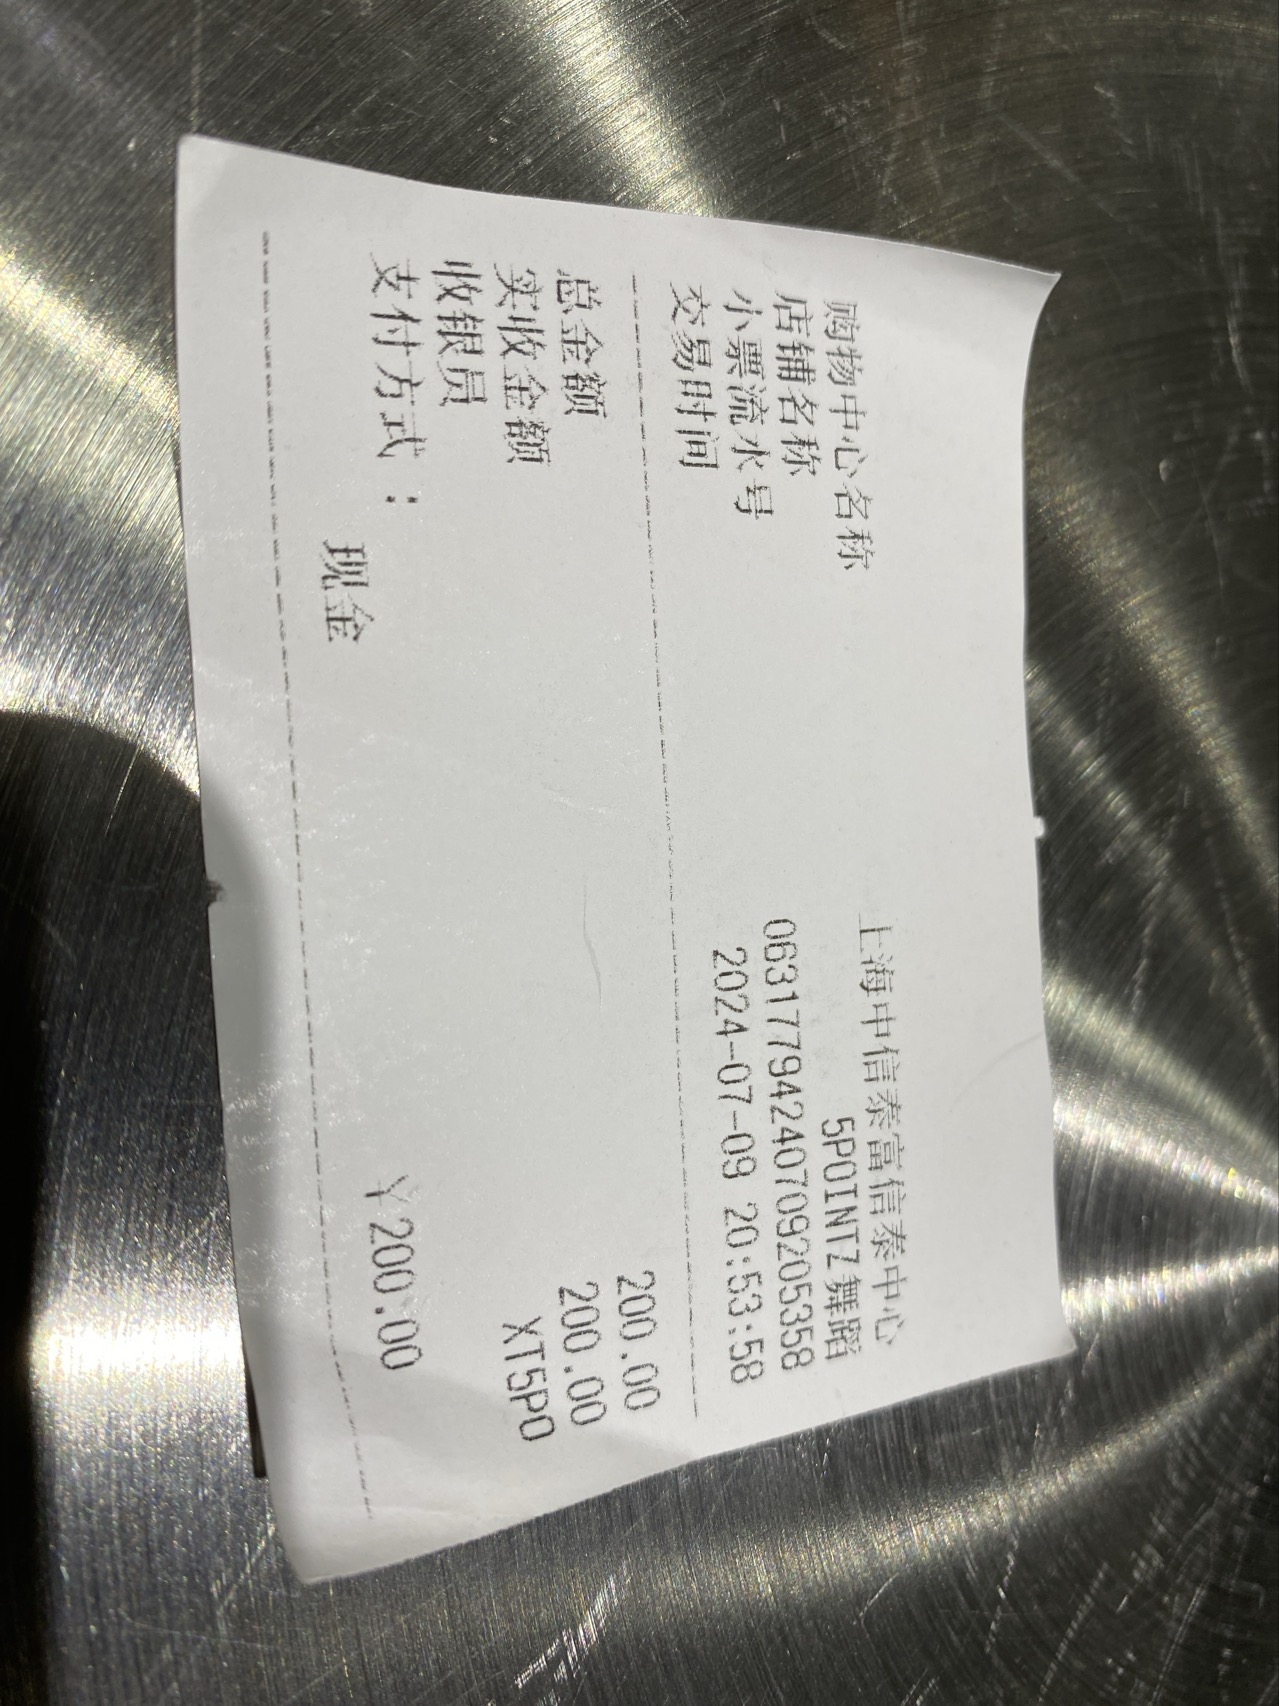 购物中心名称 上海中信泰富信泰中心
店铺名称 5POINTZ舞蹈
小票流水号 0631779424070920535​8
交易时间 2024-07-09 20:53:58
总金额 200.00
实收金额 200.00
收银员 XT5P0
支付方式：
现金 ￥200.00